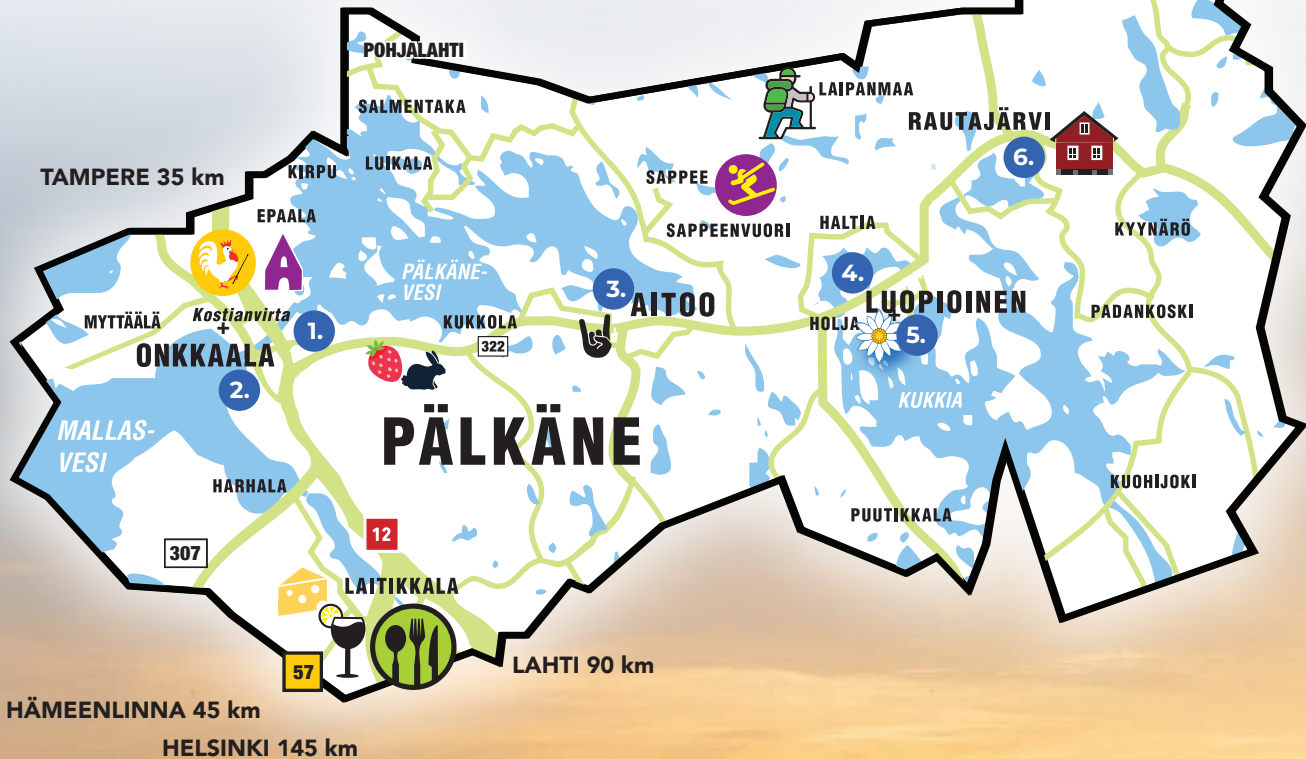 POHJALAHTI
SALMENTAKA
LAIPANMAA
RAUTAJÄRVI
TAMPERE 35 km
KIRPU
LUIKALA
6.
SAPPEE
EPAALA
SAPPEENVUORI
HALTIA
KYYNÄRÖ
A
PÄLKÄNE-
VESI
4.
3.
AITOO
LUOPIOINEN
PADANKOSKI
MYTTÄÄLÄ
Kostianvirta
+
1.
KUKKOLA
322
HOLJA
+
5.
ONKKAALA
2.
KUKKIA
MALLAS-
VESI
PÄLKÄNE
HARHALA
KUOHIJOKI
PUUTIKKALA
12
307
LAITIKKALA
57
LAHTI 90 km
HÄMEENLINNA 45 km
HELSINKI 145 km